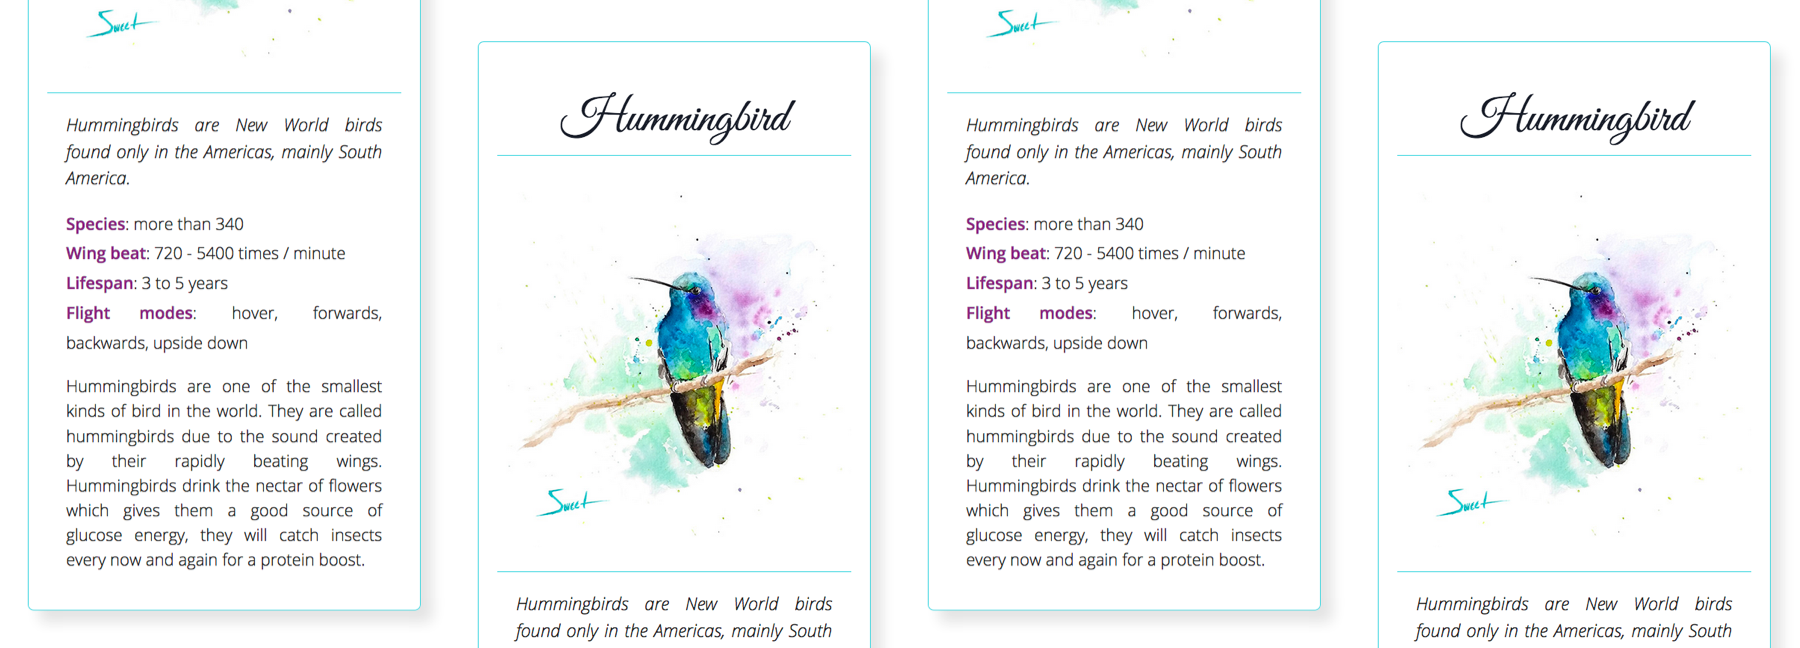 Sweet
Hummingbirds are New World birds
found only in the Americas, mainly South
America.
Species: more than 340
Wing beat: 720 - 5400 times / minute
Lifespan: 3 to 5 years
Flight modes: hover, forwards,
backwards, upside down
Hummingbirds are one of the smallest
kinds of bird in the world. They are called
hummingbirds due to the sound created
by their rapidly beating wings.
Hummingbirds drink the nectar of flowers
which gives them a good source of
glucose energy, they will catch insects
every now and again for a protein boost.
Hummingbird
Sweet
Hummingbirds are New World birds
found only in the Americas, mainly South
Sweet
Hummingbirds are New World birds
found only in the Americas, mainly South
America.
Species: more than 340
Wing beat: 720 - 5400 times / minute
Lifespan: 3 to 5 years
Flight modes: hover, forwards,
backwards, upside down
Hummingbirds are one of the smallest
kinds of bird in the world. They are called
hummingbirds due to the sound created
by their rapidly beating wings.
Hummingbirds drink the nectar of flowers
which gives them a good source of
glucose energy, they will catch insects
every now and again for a protein boost.
Hummingbird
Sweet
Hummingbirds are New World birds
found only in the Americas, mainly South